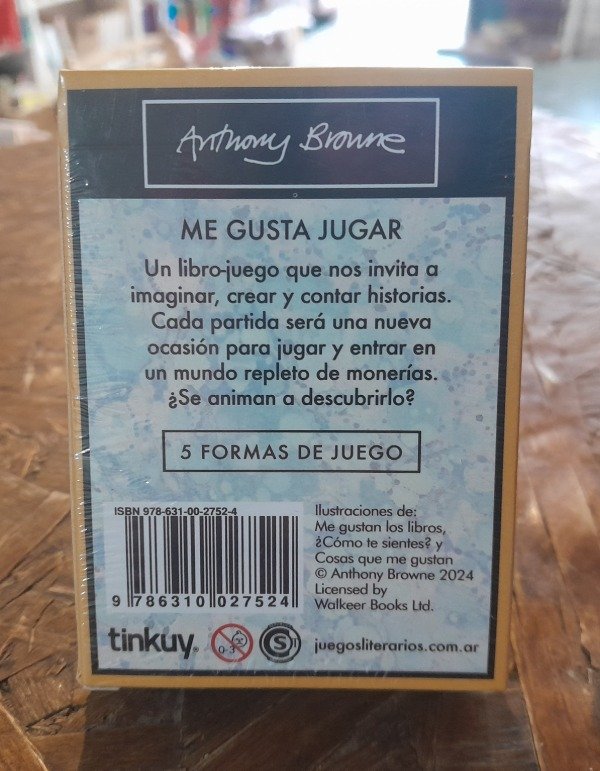 Anthony Browne
ME GUSTA JUGAR
Un libro-juego que nos invita a
imaginar, crear y contar historias.
Cada partida será una nueva
ocasión para jugar y entrar en
un mundo repleto de monerías.
¿Se animan a descubrirlo?
5 FORMAS DE JUEGO
ISBN 978-631-00-2752-4
9 786310 027524
Ilustraciones de:
Me gustan los libros,
¿Cómo te sientes? y
Cosas que me gustan
© Anthony Browne 2024
Licensed by
Walkeer Books Ltd.
tinkuy.
0-3
S
juegosliterarios.com.ar